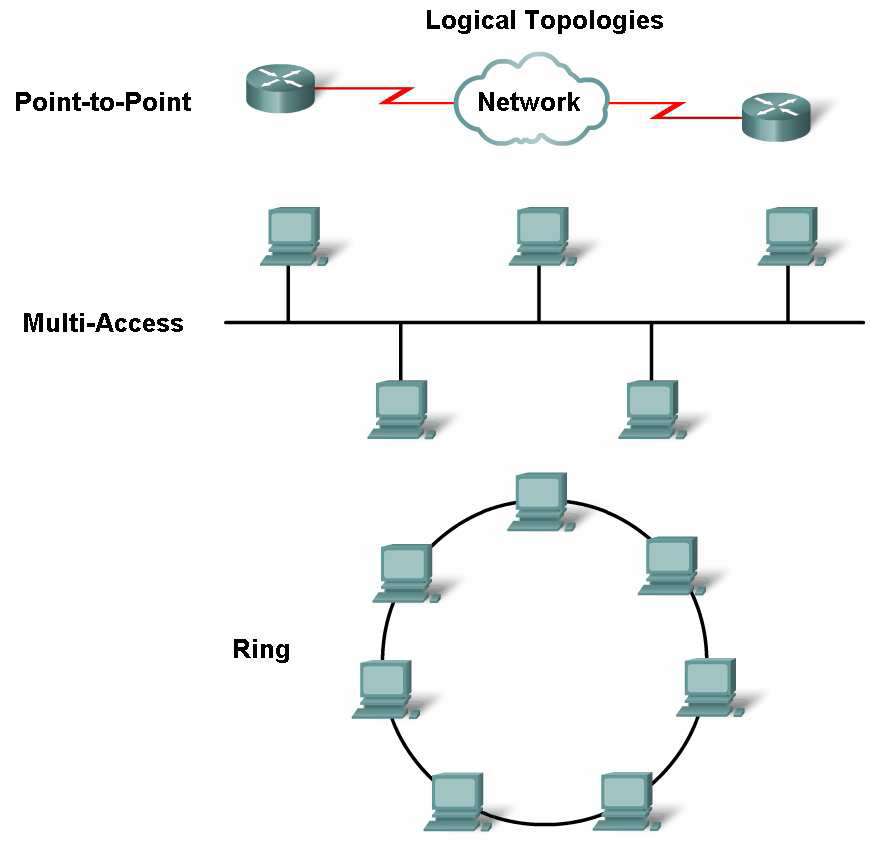 Logical Topologies
Point-to-Point
Network
Multi-Access
Ring